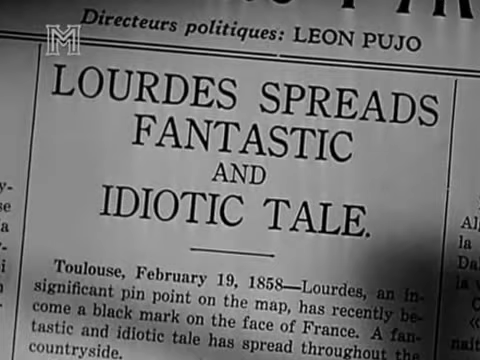 M
Directeurs politiques: LEON PUJO
LOURDES SPREADS
FANTASTIC
AND
IDIOTIC TALE.
Toulouse, February 19, 1858—Lourdes, an in-
significant pin point on the map, has recently be-
come a black mark on the face of France. A fan-
tastic and idiotic tale has spread throughout the
countryside.